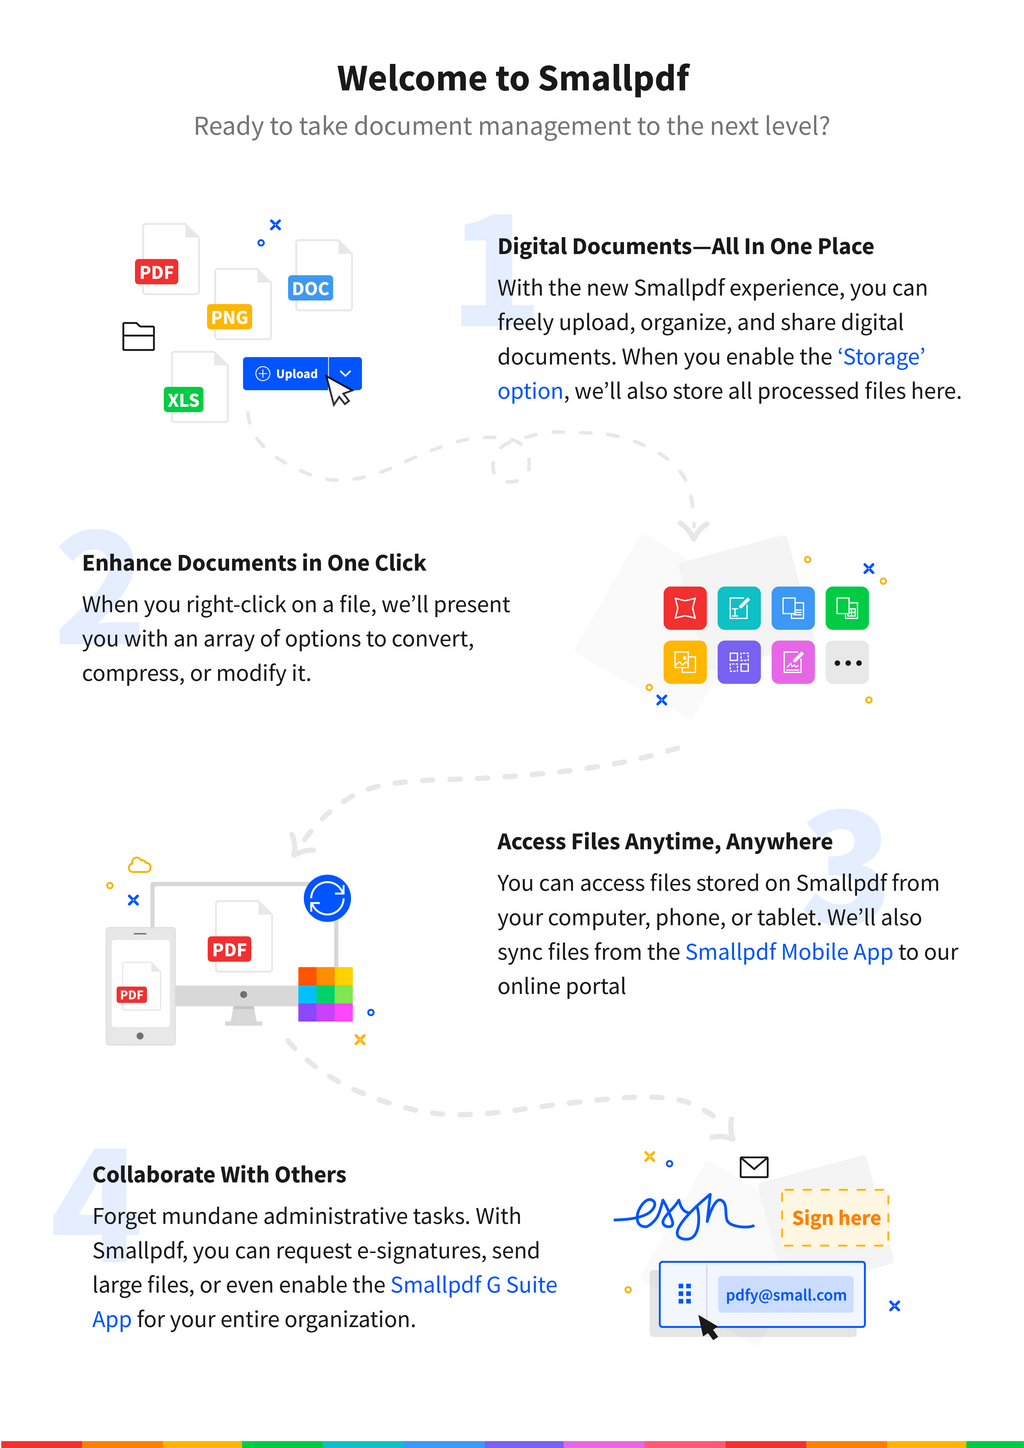 Welcome to Smallpdf
Ready to take document management to the next level?
PDF
PNG
DOC
XLS
Upload
1
Digital Documents—All In One Place
With the new Smallpdf experience, you can
freely upload, organize, and share digital
documents. When you enable the ‘Storage’
option, we’ll also store all processed files here.
2
Enhance Documents in One Click
When you right-click on a file, we’ll present
you with an array of options to convert,
compress, or modify it.
PDF
PDF
3
Access Files Anytime, Anywhere
You can access files stored on Smallpdf from
your computer, phone, or tablet. We’ll also
sync files from the Smallpdf Mobile App to our
online portal
4
Collaborate With Others
Forget mundane administrative tasks. With
Smallpdf, you can request e-signatures, send
large files, or even enable the Smallpdf G Suite
App for your entire organization.
Sign here
pdfy@small.com